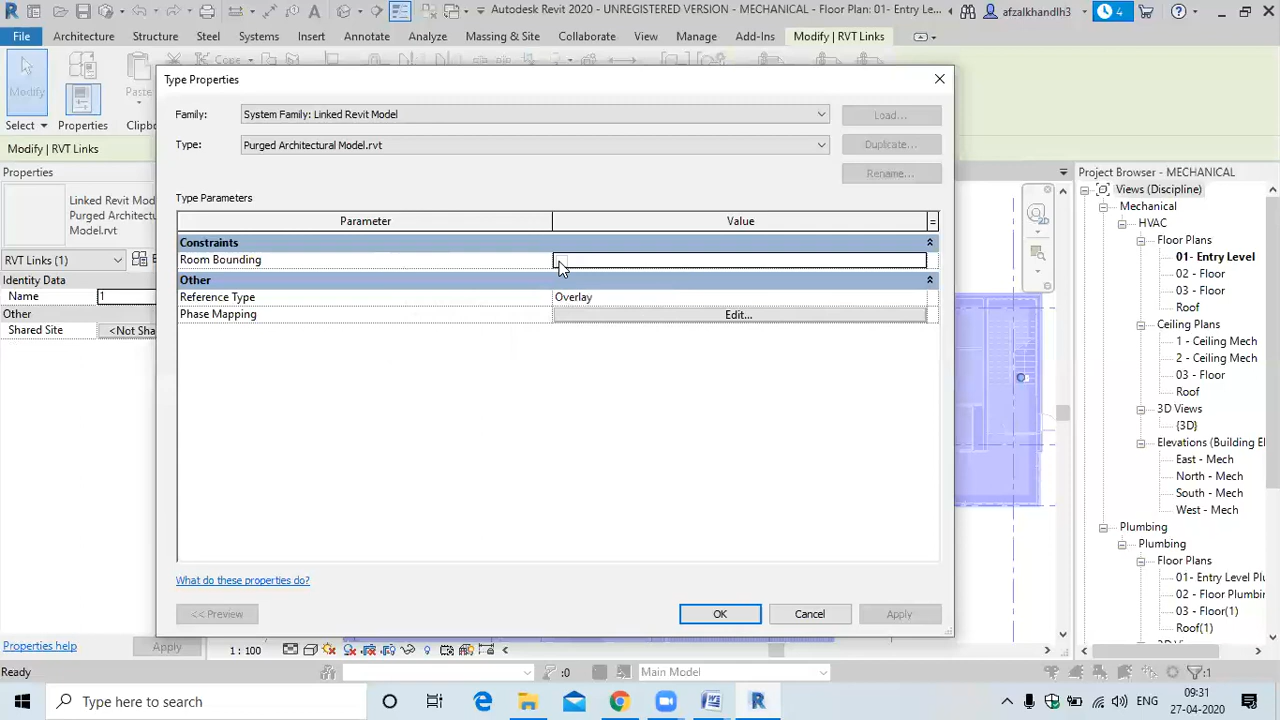 Autodesk Revit 2020 - UNREGISTERED VERSION - MECHANICAL - Floor Plan: 01- Entry Le...
afzalkhandlh3
4
File
Architecture
Structure
Steel
Systems
Insert
Annotate
Analyze
Massing & Site
Collaborate
View
Manage
Add-Ins
Modify | RVT Links
Modify
Paste
Select
Properties
Clipb
Modify | RVT Links
Properties
Linked Revit Model
Purged Architectu
Model.rvt
RVT Links (1)
Identity Data
Name
1
Other
Shared Site
<Not Sha
Properties help
Apply
Type Properties
Family:
System Family: Linked Revit Model
Load...
Type:
Purged Architectural Model.rvt
Duplicate...
Rename...
Type Parameters
Parameter
Value
=
Constraints
Room Bounding
Other
Reference Type
Overlay
Phase Mapping
Edit...
What do these properties do?
<< Preview
OK
Cancel
Apply
Project Browser - MECHANICAL
Views (Discipline)
Mechanical
HVAC
Floor Plans
01- Entry Level
02 - Floor
03 - Floor
Roof
Ceiling Plans
1 - Ceiling Mech
2 - Ceiling Mech
03 - Floor
Roof
3D Views
{3D}
Elevations (Building El
East - Mech
North - Mech
South - Mech
West - Mech
Plumbing
Plumbing
Floor Plans
01- Entry Level Plu
02 - Floor Plumbin
03 - Floor(1)
Roof(1)
1 : 100
Ready
:0
Main Model
:1
Type here to search
ENG
09:31
27-04-2020